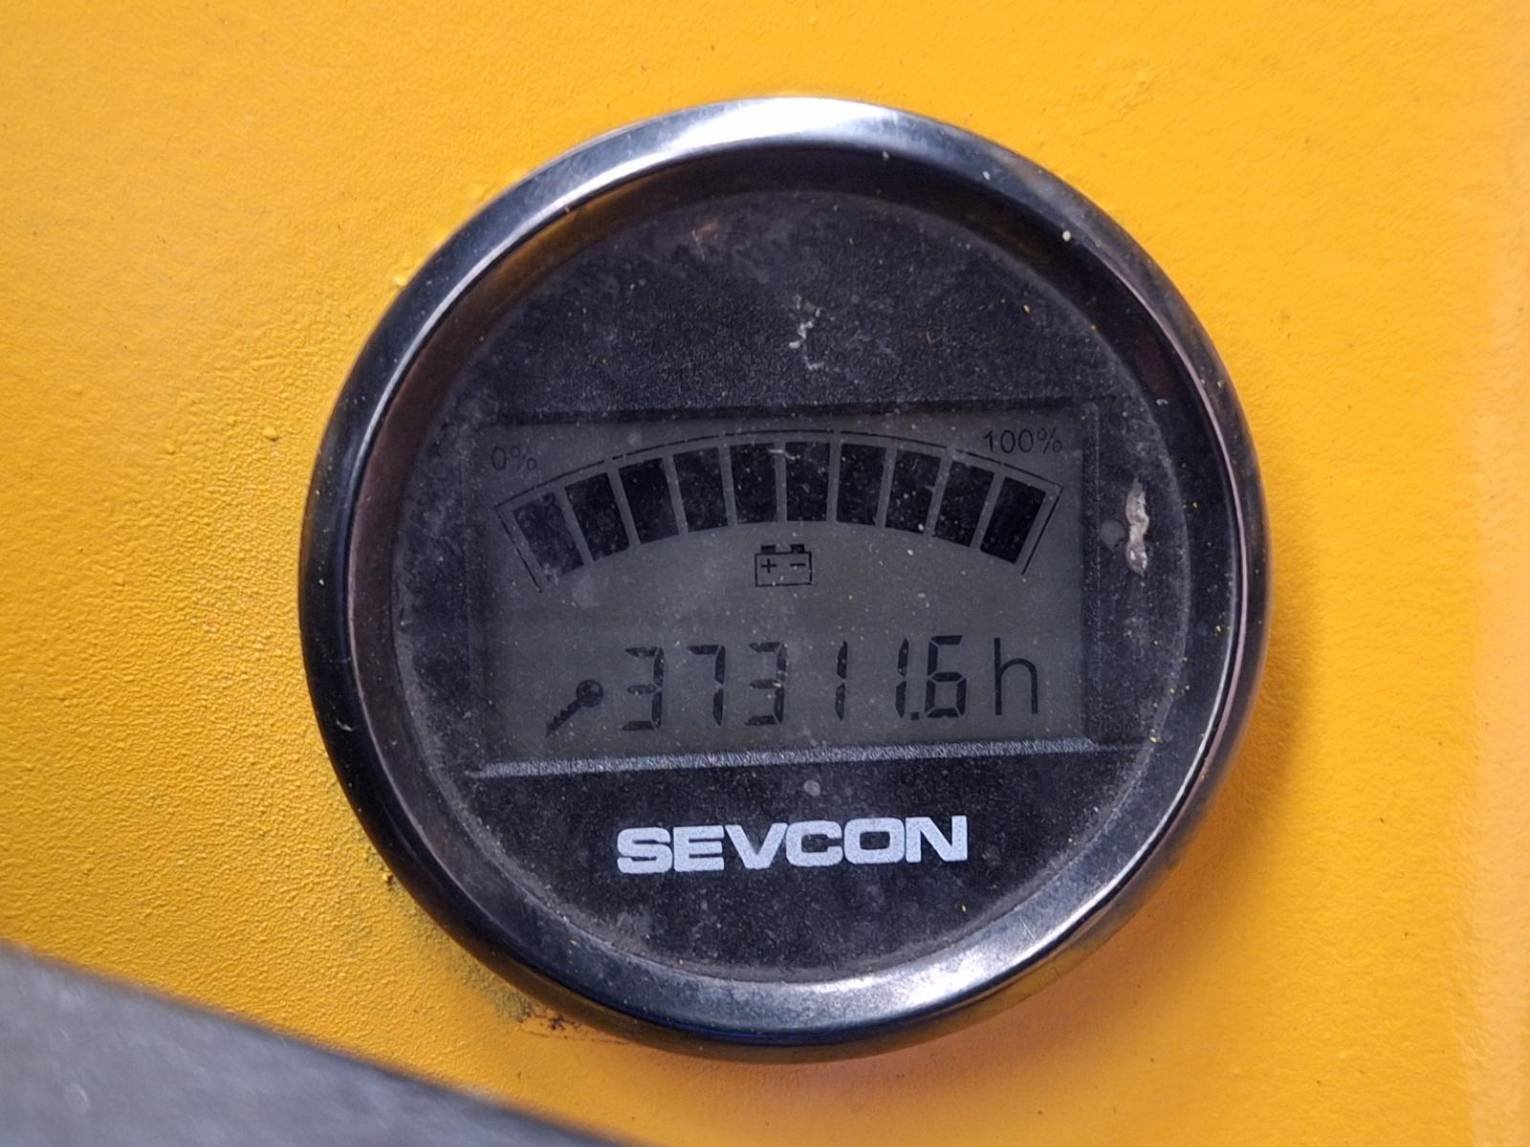 0% 100%
+ -
37311.6h
SEVCON